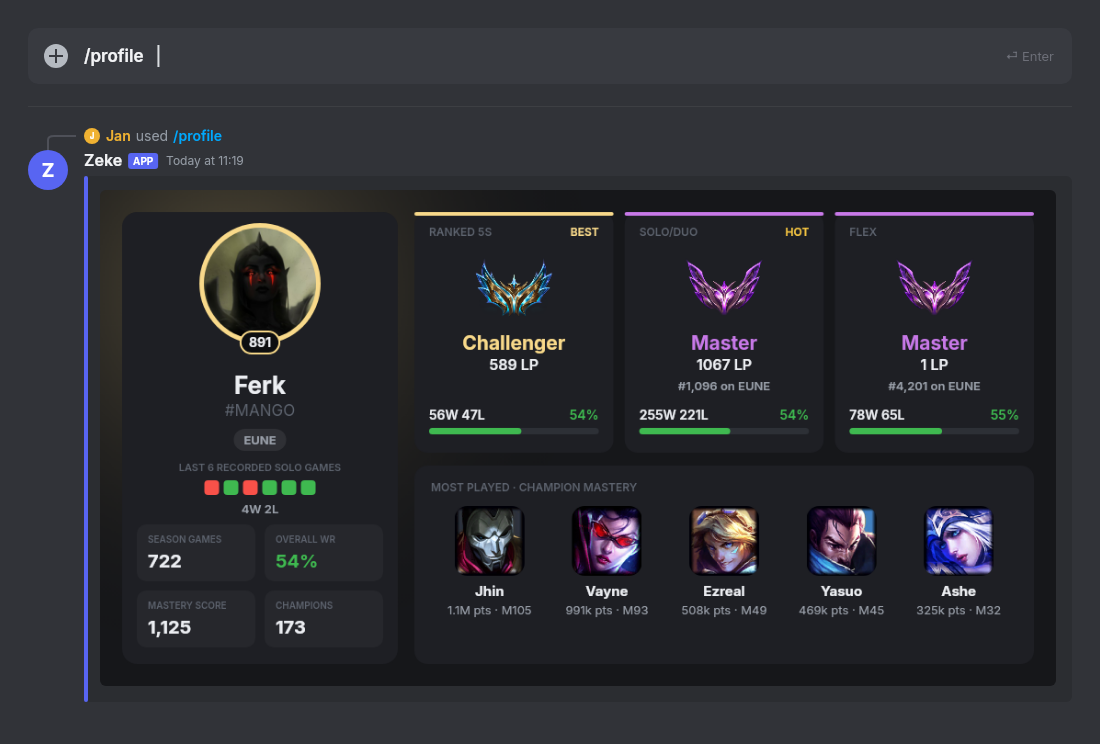 /profile
⏎ Enter
J Jan used /profile
Z
Zeke APP Today at 11:19
891
Ferk
#MANGO
EUNE
LAST 6 RECORDED SOLO GAMES
4W 2L
SEASON GAMES
722
OVERALL WR
54%
MASTERY SCORE
1,125
CHAMPIONS
173
RANKED 5S BEST
Challenger
589 LP
56W 47L 54%
SOLO/DUO HOT
Master
1067 LP
#1,096 on EUNE
255W 221L 54%
FLEX
Master
1 LP
#4,201 on EUNE
78W 65L 55%
MOST PLAYED · CHAMPION MASTERY
Jhin
1.1M pts · M105
Vayne
991k pts · M93
Ezreal
508k pts · M49
Yasuo
469k pts · M45
Ashe
325k pts · M32